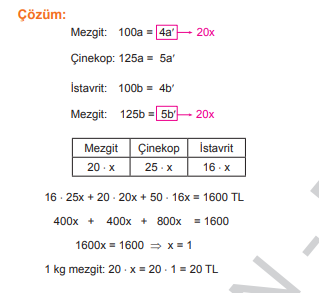 Çözüm:
Mezgit: 100a = 4a' → 20x
Çinekop: 125a = 5a'
İstavrit: 100b = 4b'
Mezgit: 125b = 5b' → 20x
Mezgit Çinekop İstavrit
20 · x 25 · x 16 · x
16 · 25x + 20 · 20x + 50 · 16x = 1600 TL
400x + 400x + 800x = 1600
1600x = 1600 ⇒ x = 1
1 kg mezgit: 20 · x = 20 · 1 = 20 TL